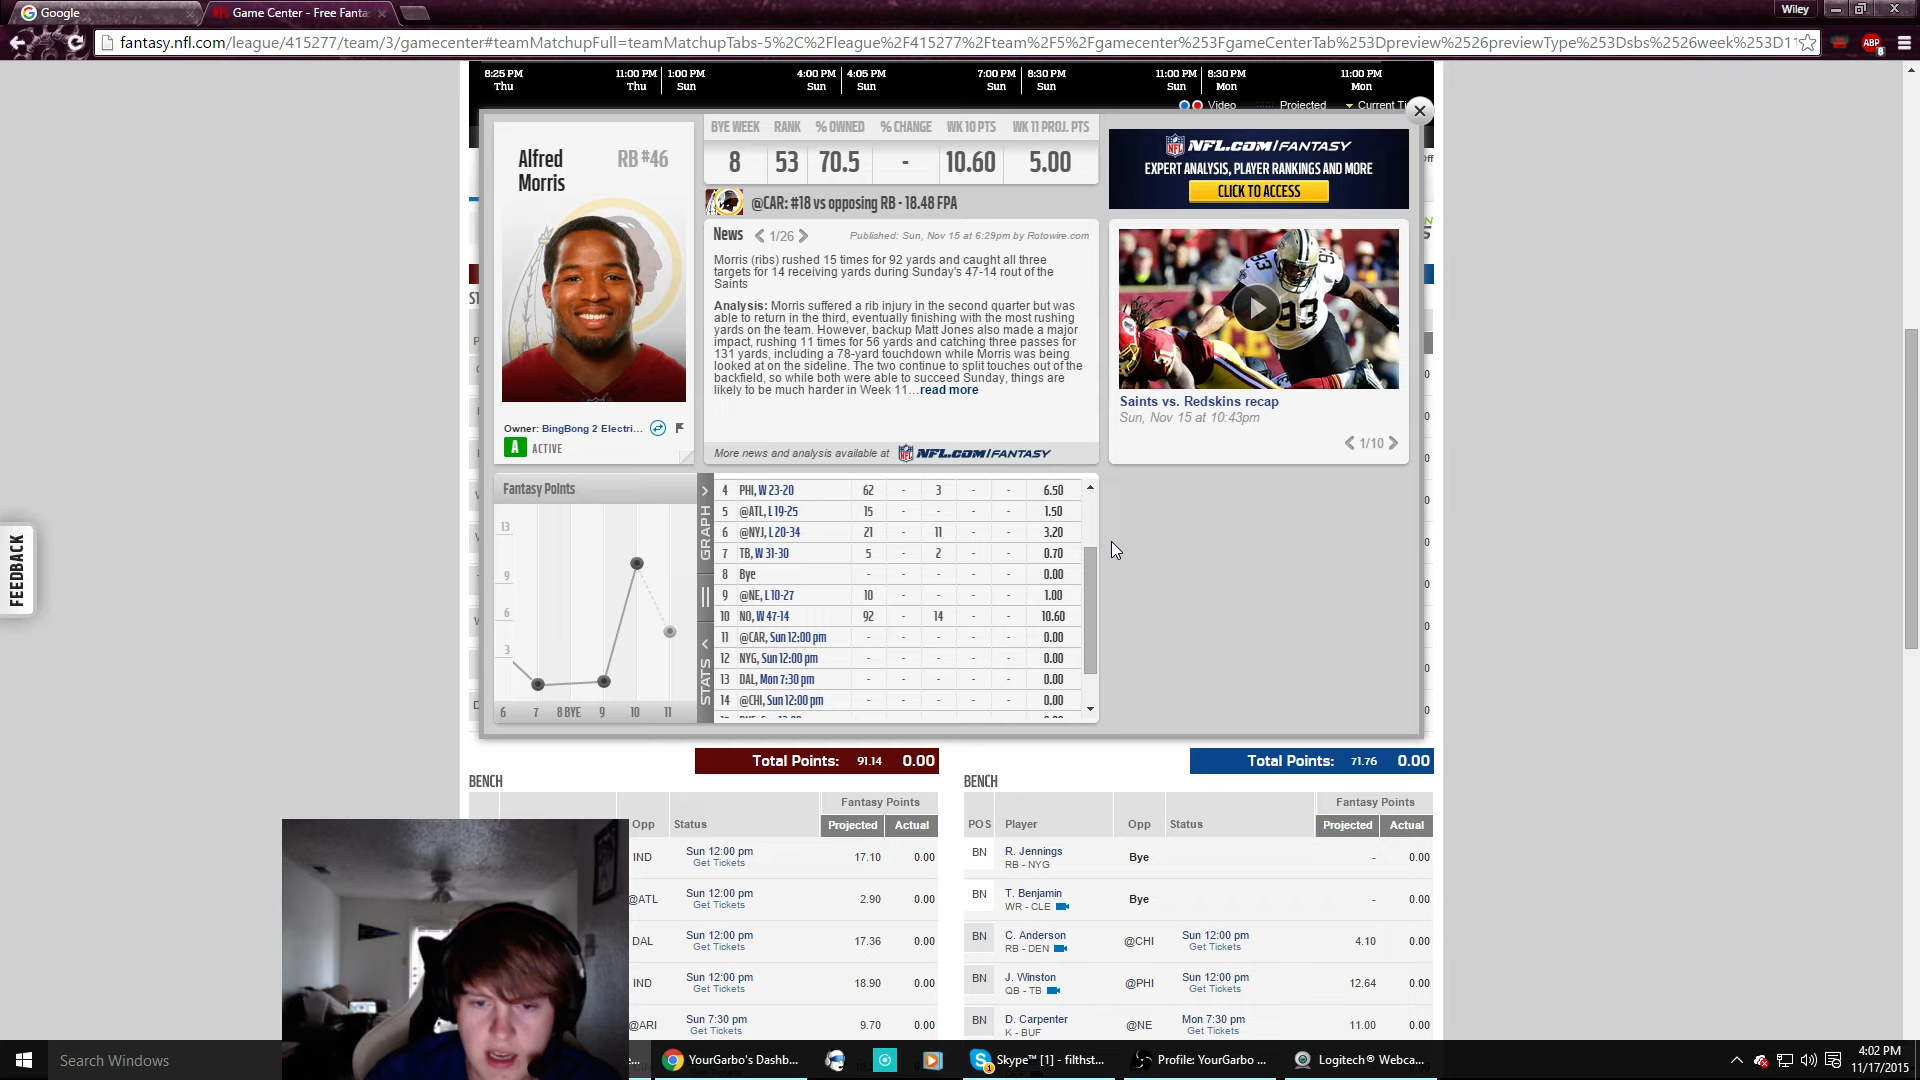 Google
Game Center - Free Fanta
Wiley
fantasy.nfl.com/league/415277/team/3/gamecenter#teamMatchupFull=teamMatchupTabs-5%2C%2Fleague%2F415277%2Fteam%2F5%2Fgamecenter%253FgameCenterTab%253Dpreview%2526previewType%253Dsbs%2526week%253D11
ABP
8
8:25 PM 11:00 PM 1:00 PM 4:00 PM 4:05 PM 7:00 PM 8:30 PM 11:00 PM 8:30 PM 11:00 PM
Thu Thu Sun Sun Sun Sun Sun Sun Mon Mon
Video Projected Current Ti
Alfred
Morris
RB #46
BYE WEEK RANK % OWNED % CHANGE WK 10 PTS WK 11 PROJ. PTS
8 53 70.5 - 10.60 5.00
@CAR: #18 vs opposing RB - 18.48 FPA
NFL.COM/FANTASY
EXPERT ANALYSIS, PLAYER RANKINGS AND MORE
CLICK TO ACCESS
News 1/26 Published: Sun, Nov 15 at 6:29pm by Rotowire.com
Morris (ribs) rushed 15 times for 92 yards and caught all three
targets for 14 receiving yards during Sunday's 47-14 rout of the
Saints
Analysis: Morris suffered a rib injury in the second quarter but was
able to return in the third, eventually finishing with the most rushing
yards on the team. However, backup Matt Jones also made a major
impact, rushing 11 times for 56 yards and catching three passes for
131 yards, including a 78-yard touchdown while Morris was being
looked at on the sideline. The two continue to split touches out of the
backfield, so while both were able to succeed Sunday, things are
likely to be much harder in Week 11...read more
More news and analysis available at NFL.COM/FANTASY
93
Saints vs. Redskins recap
Sun, Nov 15 at 10:43pm
1/10
Owner: BingBong 2 Electri...
A ACTIVE
FEEDBACK
Fantasy Points
13
9
6
3
6 7 8 BYE 9 10 11
GRAPH
STATS
4 PHI, W 23-20 62 - 3 - - 6.50
5 @ATL, L 19-25 15 - - - - 1.50
6 @NYJ, L 20-34 21 - 11 - - 3.20
7 TB, W 31-30 5 - 2 - - 0.70
8 Bye - - - - - 0.00
9 @NE, L 10-27 10 - - - - 1.00
10 NO, W 47-14 92 - 14 - - 10.60
11 @CAR, Sun 12:00 pm - - - - - 0.00
12 NYG, Sun 12:00 pm - - - - - 0.00
13 DAL, Mon 7:30 pm - - - - - 0.00
14 @CHI, Sun 12:00 pm - - - - - 0.00
Total Points: 91.14 0.00
Total Points: 71.76 0.00
BENCH
Fantasy Points
Opp Status Projected Actual
IND Sun 12:00 pm 17.10 0.00
Get Tickets
@ATL Sun 12:00 pm 2.90 0.00
Get Tickets
DAL Sun 12:00 pm 17.36 0.00
Get Tickets
IND Sun 12:00 pm 18.90 0.00
Get Tickets
@ARI Sun 7:30 pm 9.70 0.00
Get Tickets
BENCH
Fantasy Points
POS Player Opp Status Projected Actual
BN R. Jennings Bye - 0.00
RB - NYG
BN T. Benjamin Bye - 0.00
WR - CLE
BN C. Anderson @CHI Sun 12:00 pm 4.10 0.00
RB - DEN Get Tickets
BN J. Winston @PHI Sun 12:00 pm 12.64 0.00
QB - TB Get Tickets
BN D. Carpenter @NE Mon 7:30 pm 11.00 0.00
K - BUF Get Tickets
Search Windows
YourGarbo's Dashb...
Skype™ [1] - filthst...
Profile: YourGarbo ...
Logitech® Webca...
4:02 PM
11/17/2015